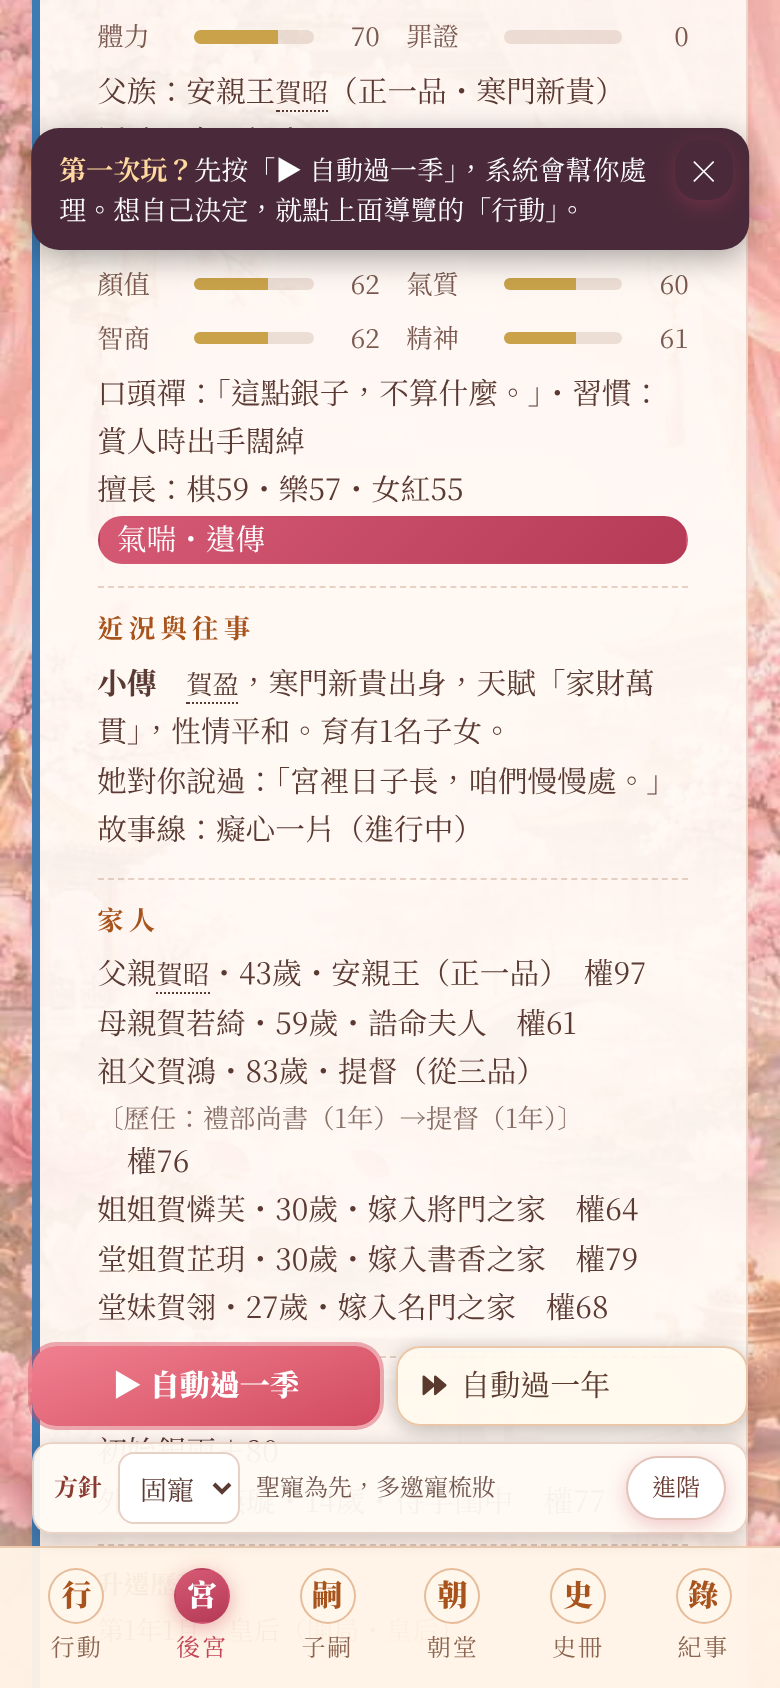 體力 70 罪證 0
父族：安親王賀昭（正一品・寒門新貴）
第一次玩？先按「▶ 自動過一季」，系統會幫你處
理。想自己決定，就點上面導覽的「行動」。
顏值 62 氣質 60
智商 62 精神 61
口頭禪：「這點銀子，不算什麼。」・習慣：
賞人時出手闊綽
擅長：棋59・樂57・女紅55
氣喘・遺傳
近況與往事
小傳 賀盈，寒門新貴出身，天賦「家財萬
貫」，性情平和。育有1名子女。
她對你說過：「宮裡日子長，咱們慢慢處。」
故事線：癡心一片（進行中）
家人
父親賀昭・43歲・安親王（正一品） 權97
母親賀若綺・59歲・誥命夫人 權61
祖父賀鴻・83歲・提督（從三品）
〔歷任：禮部尚書（1年）→提督（1年）〕
權76
姐姐賀憐芙・30歲・嫁入將門之家 權64
堂姐賀芷玥・30歲・嫁入書香之家 權79
堂妹賀翎・27歲・嫁入名門之家 權68
▶ 自動過一季 自動過一年
方針 固寵 聖寵為先，多邀寵梳妝 進階
行 宮 嗣 朝 史 錄
行動 後宮 子嗣 朝堂 史冊 紀事